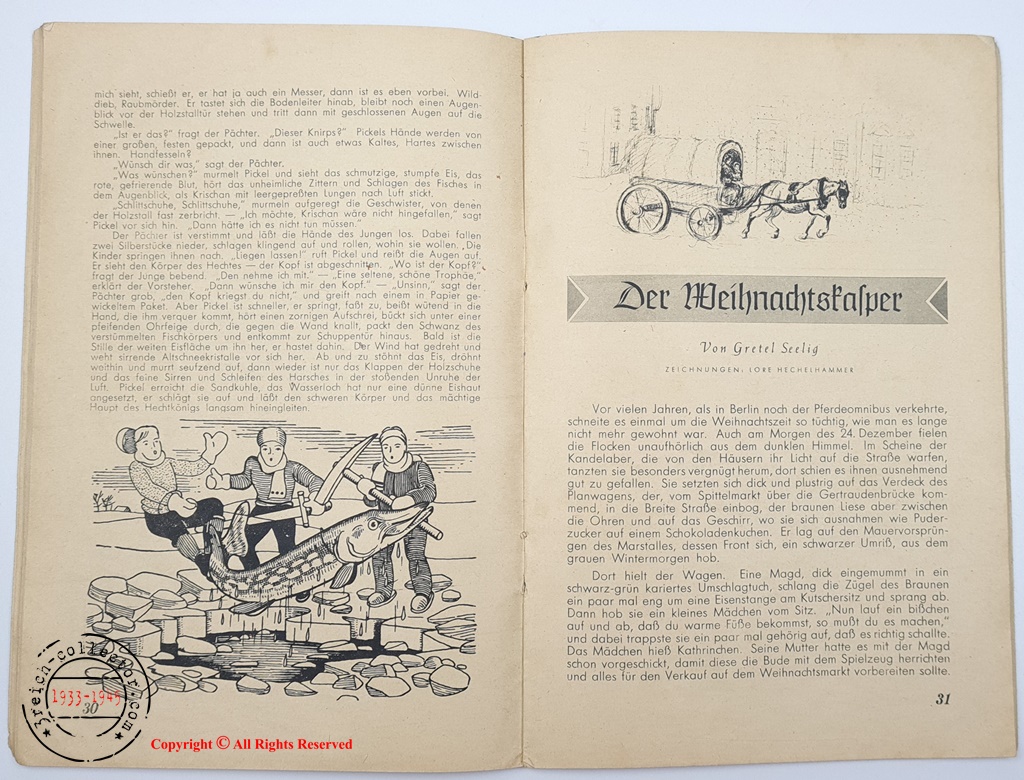 mich sieht, schießt er, er hat ja auch ein Messer, dann ist es eben vorbei. Wild-
dieb, Raubmörder. Er tastet sich die Bodenleiter hinab, bleibt noch einen Augen-
blick vor der Holzstalltür stehen und tritt dann mit geschlossenen Augen auf die
Schwelle.
„Ist er das?“ fragt der Pächter. „Dieser Knirps?“ Pickels Hände werden von
einer großen, festen gepackt, und dann ist auch etwas Kaltes, Hartes zwischen
ihnen. Handfesseln?
„Wünsch dir was,“ sagt der Pächter.
„Was wünschen?“ murmelt Pickel und sieht das schmutzige, stumpfe Eis, das
rote, gefrierende Blut, hört das unheimliche Zittern und Schlagen des Fisches in
dem Augenblick, als Krischan mit leergepreßten Lungen nach Luft stickt.
„Schlittschuhe, Schlittschuhe,“ murmeln aufgeregt die Geschwister, von denen
der Holzstall fast zerbricht. — „Ich möchte, Krischan wäre nicht hingefallen,“ sagt
Pickel vor sich hin. „Dann hätte ich es nicht tun müssen.“
Der Pächter ist verstimmt und läßt die Hände des Jungen los. Dabei fallen
zwei Silberstücke nieder, schlagen klingend auf und rollen, wohin sie wollen. Die
Kinder springen ihnen nach. „Liegen lassen!“ ruft Pickel und reißt die Augen auf.
Er sieht den Körper des Hechtes — der Kopf ist abgeschnitten. „Wo ist der Kopf?“
fragt der Junge bebend. „Den nehme ich mit.“ — „Eine seltene, schöne Trophäe,“
erklärt der Vorsteher. „Dann wünsche ich mir den Kopf.“ — „Unsinn,“ sagt der
Pächter grob, „den Kopf kriegst du nicht,“ und greift nach einem in Papier ge-
wickeltem Paket. Aber Pickel ist schneller, er springt, faßt zu, beißt wütend in die
Hand, die ihm verquer kommt, hört einen zornigen Aufschrei, bückt sich unter einer
pfeifenden Ohrfeige durch, die gegen die Wand knallt, packt den Schwanz des
verstümmelten Fischkörpers und entkommt zur Schuppentür hinaus. Bald ist die
Stille der weiten Eisfläche um ihn her, er hastet dahin. Der Wind hat gedreht und
weht sirrende Altschneekristalle vor sich her. Ab und zu stöhnt das Eis, dröhnt
weithin und murrt seufzend auf, dann wieder ist nur das Klappen der Holzschuhe
und das feine Sirren und Schleifen des Harsches in der stoßenden Unruhe der
Luft. Pickel erreicht die Sandkuhle, das Wasserloch hat nur eine dünne Eishaut
angesetzt, er schlägt sie auf und läßt den schweren Körper und das mächtige
Haupt des Hechtkönigs langsam hineingleiten.
30
3reich-collector.com
1933-1945
Copyright © All Rights Reserved
Der Weihnachtskasper
Von Gretel Seelig
ZEICHNUNGEN: LORE HECHELHAMMER
Vor vielen Jahren, als in Berlin noch der Pferdeomnibus verkehrte,
schneite es einmal um die Weihnachtszeit so tüchtig, wie man es lange
nicht mehr gewohnt war. Auch am Morgen des 24. Dezember fielen
die Flocken unaufhörlich aus dem dunklen Himmel. Im Scheine der
Kandelaber, die von den Häusern ihr Licht auf die Straße warfen,
tanzten sie besonders vergnügt herum, dort schien es ihnen ausnehmend
gut zu gefallen. Sie setzten sich dick und plustrig auf das Verdeck des
Planwagens, der, vom Spittelmarkt über die Gertraudenbrücke kom-
mend, in die Breite Straße einbog, der braunen Liese aber zwischen
die Ohren und auf das Geschirr, wo sie sich ausnahmen wie Puder-
zucker auf einem Schokoladenkuchen. Er lag auf den Mauervorsprün-
gen des Marstalles, dessen Front sich, ein schwarzer Umriß, aus dem
grauen Wintermorgen hob.
Dort hielt der Wagen. Eine Magd, dick eingemummt in ein
schwarz-grün kariertes Umschlagtuch, schlang die Zügel des Braunen
ein paar mal eng um eine Eisenstange am Kutschersitz und sprang ab.
Dann hob sie ein kleines Mädchen vom Sitz. „Nun lauf ein bißchen
auf und ab, daß du warme Füße bekommst, so mußt du es machen,“
und dabei trappste sie ein paar mal gehörig auf, daß es richtig schallte.
Das Mädchen hieß Kathrinchen. Seine Mutter hatte es mit der Magd
schon vorgeschickt, damit diese die Bude mit dem Spielzeug herrichten
und alles für den Verkauf auf dem Weihnachtsmarkt vorbereiten sollte.
31